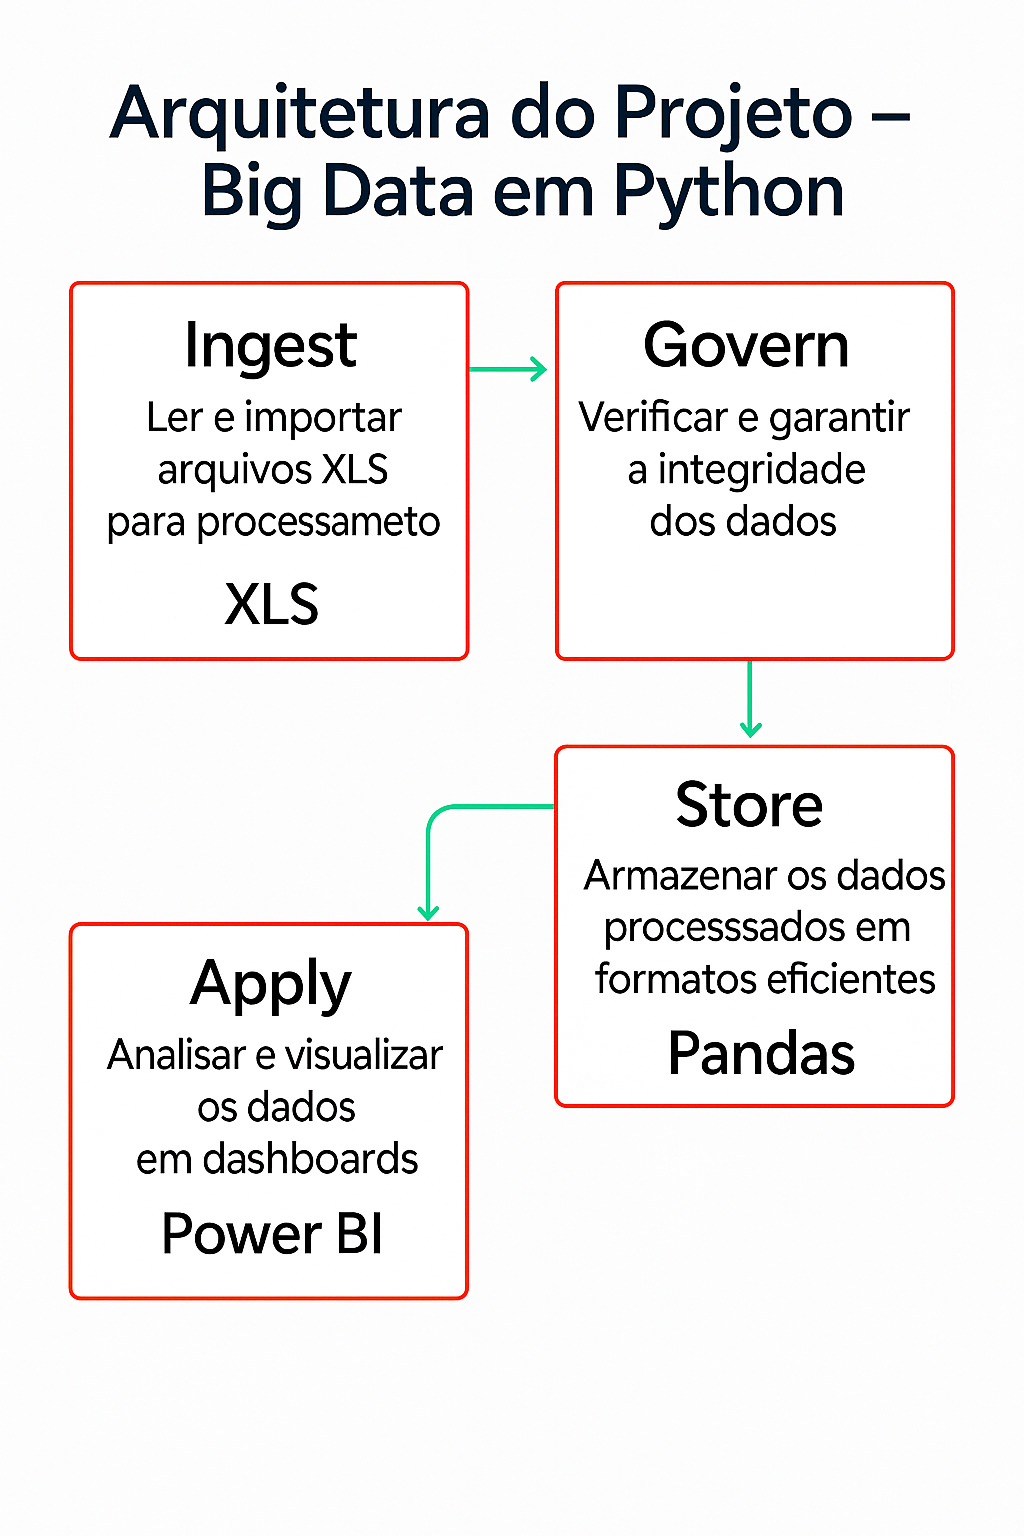 Arquitetura do Projeto –
Big Data em Python
Ingest
Ler e importar
arquivos XLS
para processameto
XLS
Govern
Verificar e garantir
a integridade
dos dados
Store
Armazenar os dados
processsados em
formatos eficientes
Pandas
Apply
Analisar e visualizar
os dados
em dashboards
Power BI